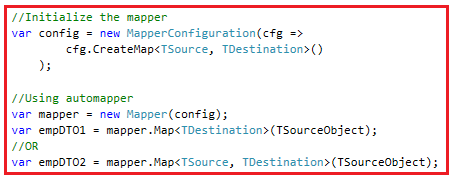 //Initialize the mapper
var config = new MapperConfiguration(cfg =>
        cfg.CreateMap<TSource, TDestination>()
    );

//Using automapper
var mapper = new Mapper(config);
var empDTO1 = mapper.Map<TDestination>(TSourceObject);
//OR
var empDTO2 = mapper.Map<TSource, TDestination>(TSourceObject);